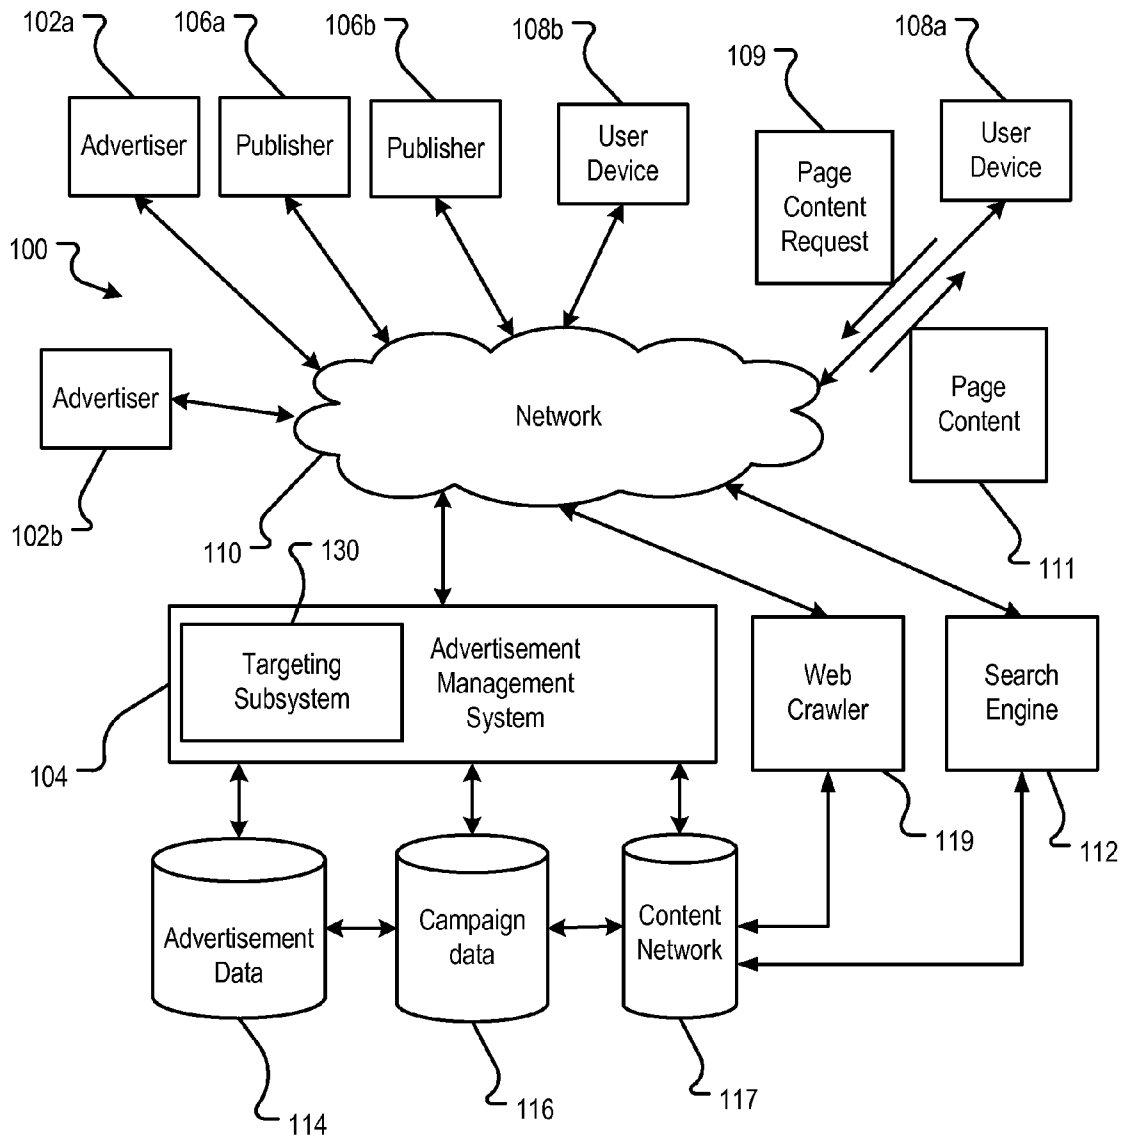 102a
106a
106b
108b
109
108a
Advertiser
Publisher
Publisher
User
Device
Page
Content
Request
User
Device
100
Advertiser
Network
Page
Content
102b
110
130
111
Targeting
Subsystem
Advertisement
Management
System
Web
Crawler
Search
Engine
104
119
112
Advertisement
Data
Campaign
data
Content
Network
114
116
117